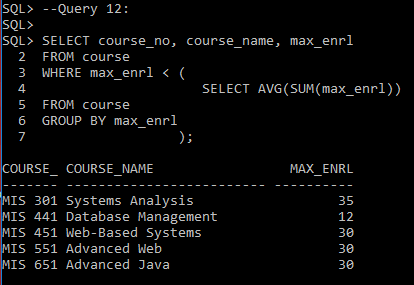 SQL> --Query 12:
SQL>
SQL> SELECT course_no, course_name, max_enrl
  2  FROM course
  3  WHERE max_enrl < (
  4                      SELECT AVG(SUM(max_enrl))
  5  FROM course
  6  GROUP BY max_enrl
  7                   );

COURSE_ COURSE_NAME               MAX_ENRL
------- ------------------------- ----------
MIS 301 Systems Analysis                  35
MIS 441 Database Management               12
MIS 451 Web-Based Systems                 30
MIS 551 Advanced Web                      30
MIS 651 Advanced Java                     30